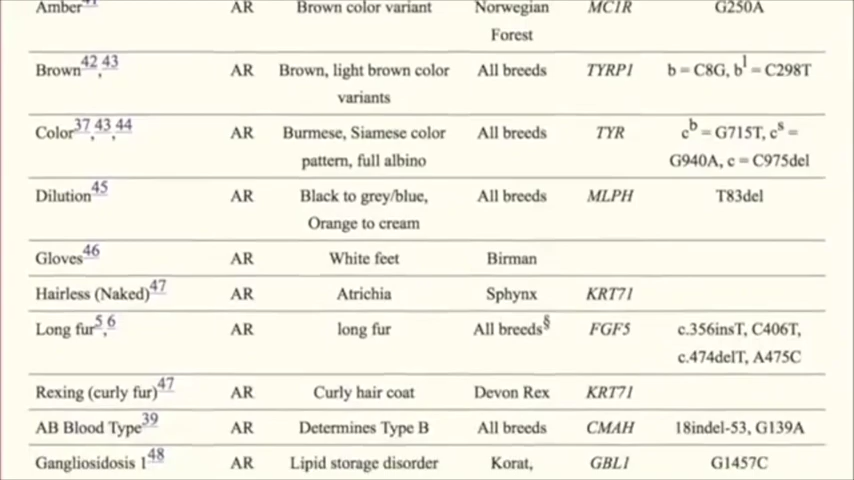 Amber41 AR Brown color variant Norwegian MC1R G250A
Forest
Brown42,43 AR Brown, light brown color All breeds TYRP1 b = C8G, bl = C298T
variants
Color37,43,44 AR Burmese, Siamese color All breeds TYR cb = G715T, cs =
pattern, full albino G940A, c = C975del
Dilution45 AR Black to grey/blue, All breeds MLPH T83del
Orange to cream
Gloves46 AR White feet Birman
Hairless (Naked)47 AR Atrichia Sphynx KRT71
Long fur5,6 AR long fur All breeds§ FGF5 c.356insT, C406T,
c.474delT, A475C
Rexing (curly fur)47 AR Curly hair coat Devon Rex KRT71
AB Blood Type39 AR Determines Type B All breeds CMAH 18indel-53, G139A
Gangliosidosis 148 AR Lipid storage disorder Korat, GBL1 G1457C